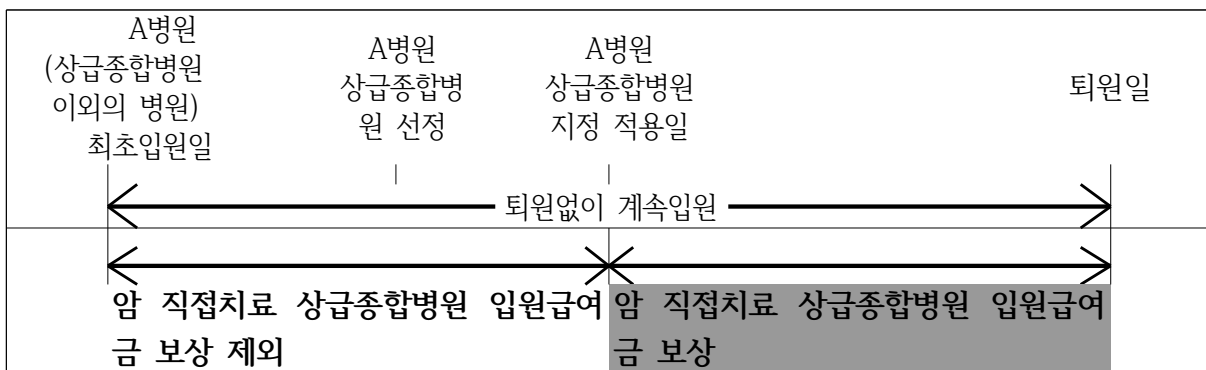 A병원
(상급종합병원
이외의 병원)
최초입원일
A병원
상급종합병
원 선정
A병원
상급종합병원
지정 적용일
퇴원일
퇴원없이 계속입원
암 직접치료 상급종합병원 입원급여
금 보상 제외
암 직접치료 상급종합병원 입원급여
금 보상